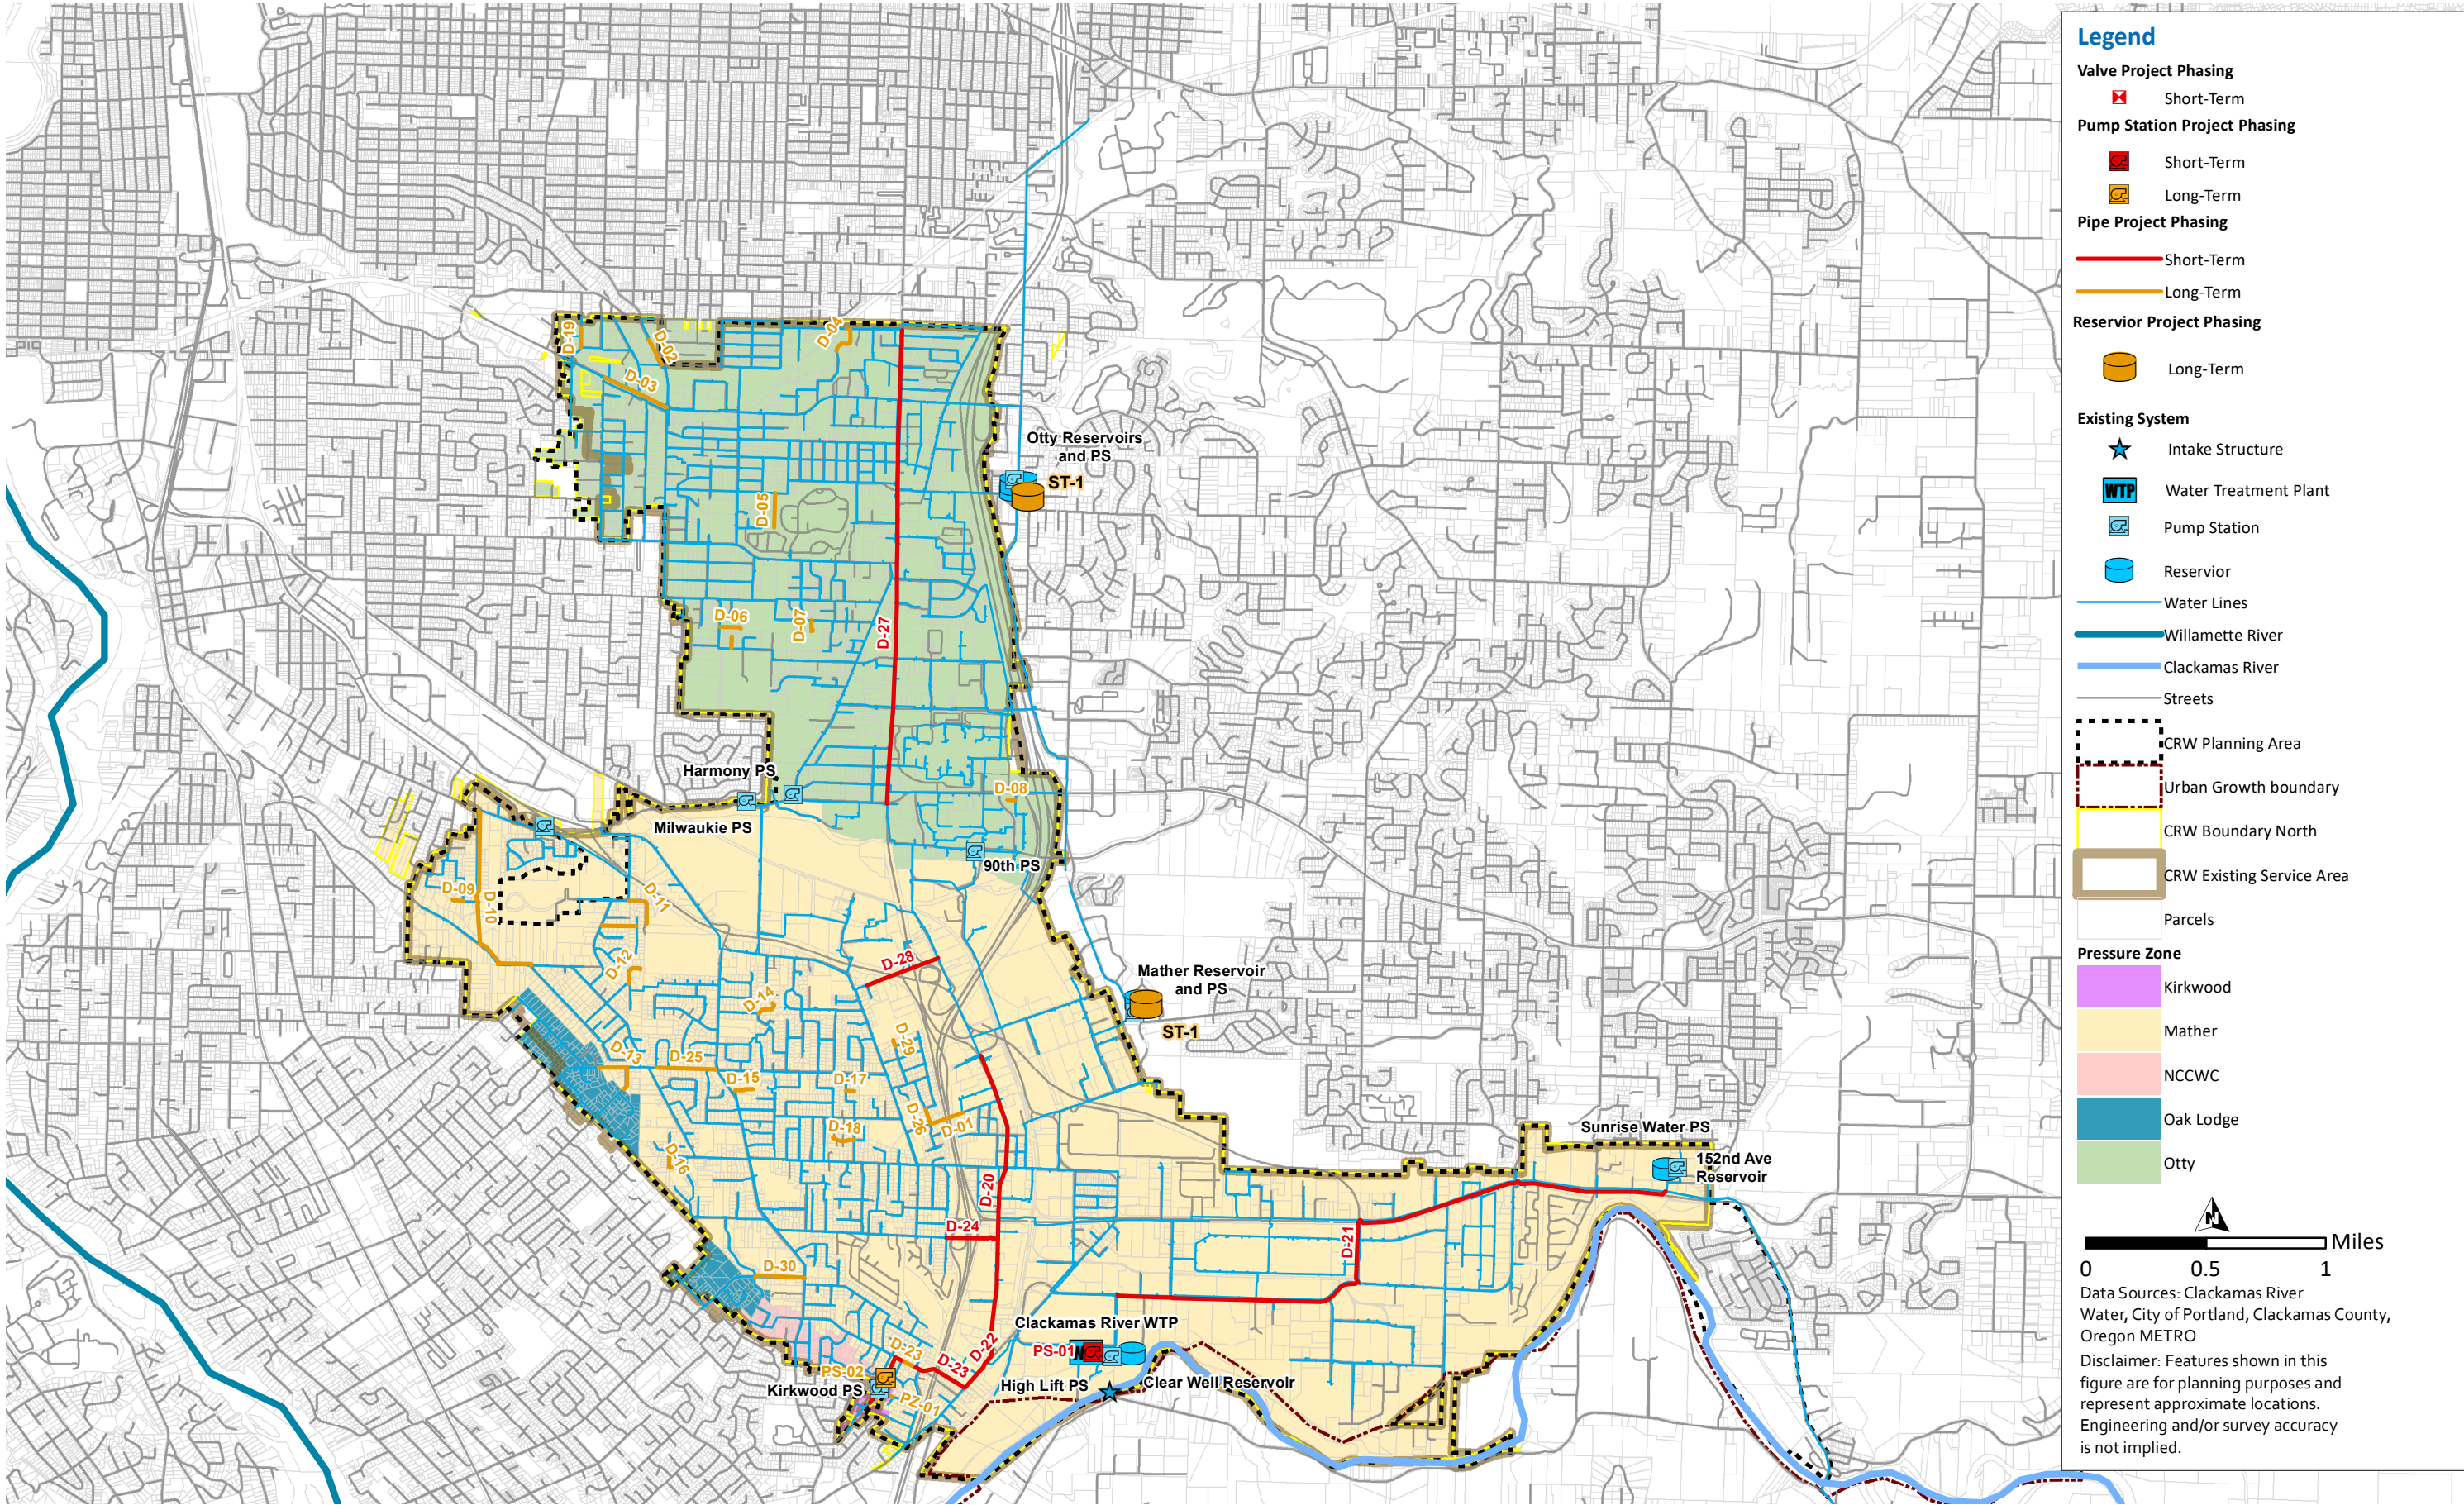 D-19
D-02
D-04
D-03
Otty Reservoirs
and PS
ST-1
D-05
D-06
D-07
D-27
Harmony PS
D-08
Milwaukie PS
90th PS
D-09
D-10
D-11
D-28
D-12
D-14
Mather Reservoir
and PS
ST-1
D-29
D-13
D-25
D-15
D-17
D-26
D-01
D-18
D-16
Sunrise Water PS
152nd Ave
Reservoir
D-20
D-24
D-21
D-30
Clackamas River WTP
PS-01
D-22
D-23
D-23
PS-02
Kirkwood PS
High Lift PS
Clear Well Reservoir
PZ-01
Legend
Valve Project Phasing
Short-Term
Pump Station Project Phasing
Short-Term
Long-Term
Pipe Project Phasing
Short-Term
Long-Term
Reservior Project Phasing
Long-Term
Existing System
Intake Structure
WTP
Water Treatment Plant
Pump Station
Reservior
Water Lines
Willamette River
Clackamas River
Streets
CRW Planning Area
Urban Growth boundary
CRW Boundary North
CRW Existing Service Area
Parcels
Pressure Zone
Kirkwood
Mather
NCCWC
Oak Lodge
Otty
N
Miles
0 0.5 1
Data Sources: Clackamas River
Water, City of Portland, Clackamas County,
Oregon METRO
Disclaimer: Features shown in this
figure are for planning purposes and
represent approximate locations.
Engineering and/or survey accuracy
is not implied.